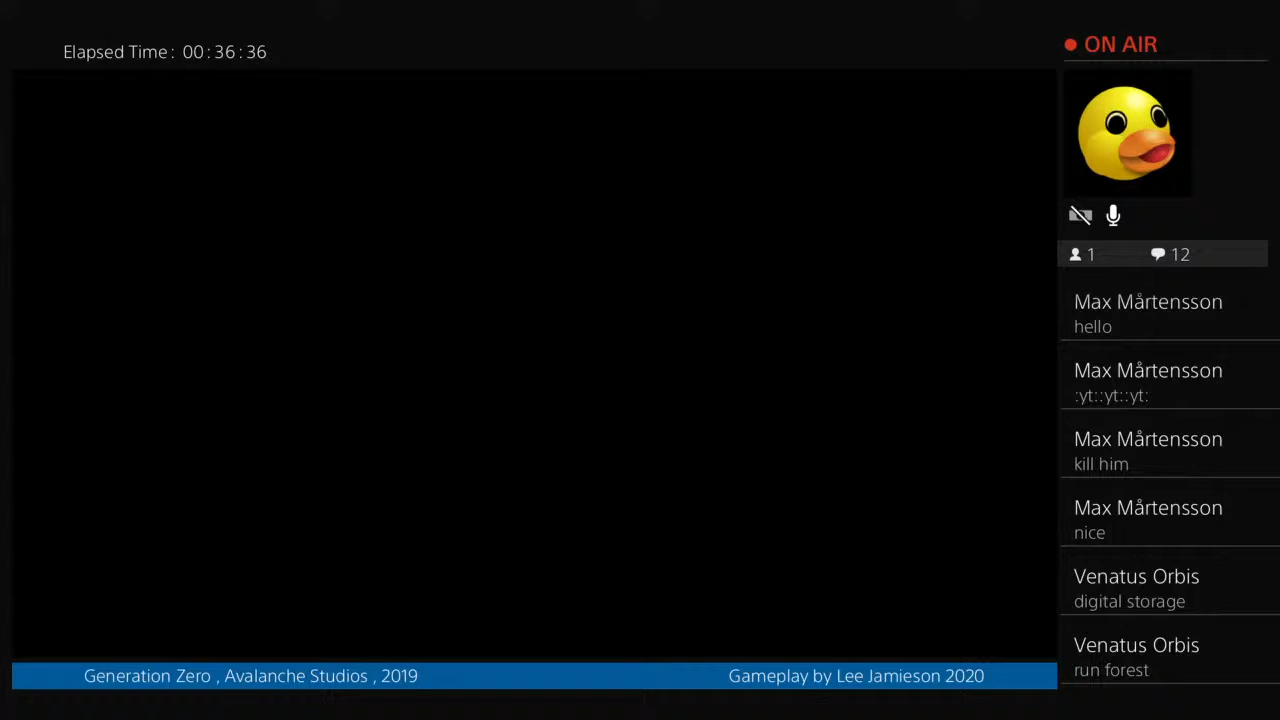 Elapsed Time: 00:36:36
ON AIR
1 12
Max Mårtensson
hello
Max Mårtensson
:yt::yt::yt:
Max Mårtensson
kill him
Max Mårtensson
nice
Venatus Orbis
digital storage
Venatus Orbis
run forest
Generation Zero , Avalanche Studios , 2019
Gameplay by Lee Jamieson 2020